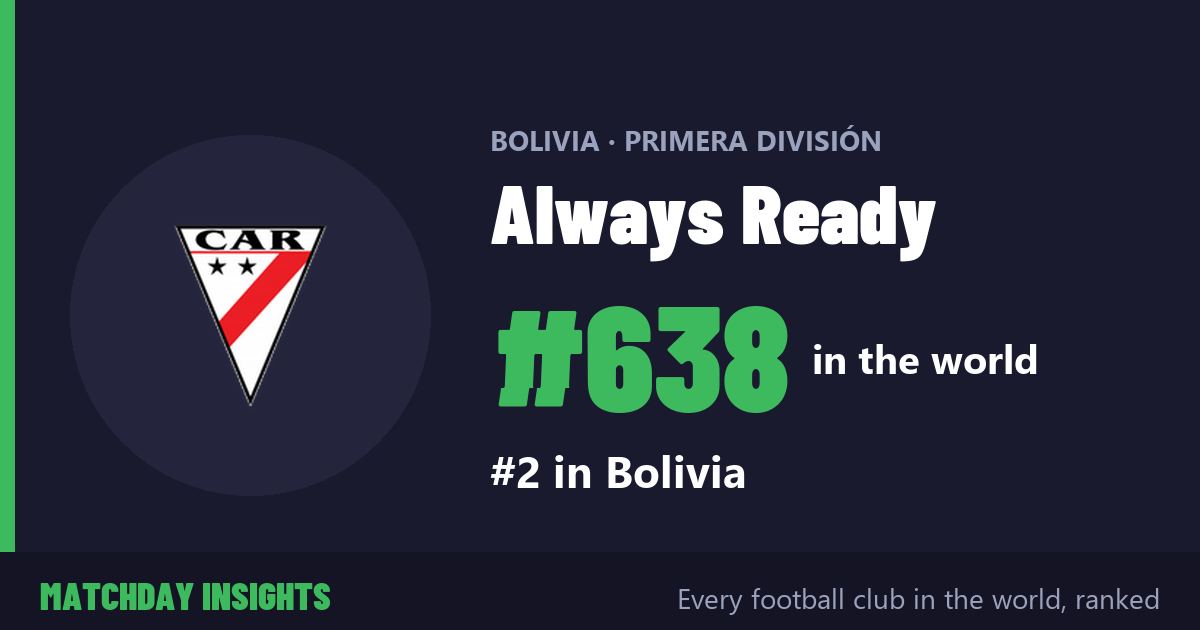 CAR
BOLIVIA · PRIMERA DIVISIÓN
Always Ready
#638 in the world
#2 in Bolivia
MATCHDAY INSIGHTS
Every football club in the world, ranked